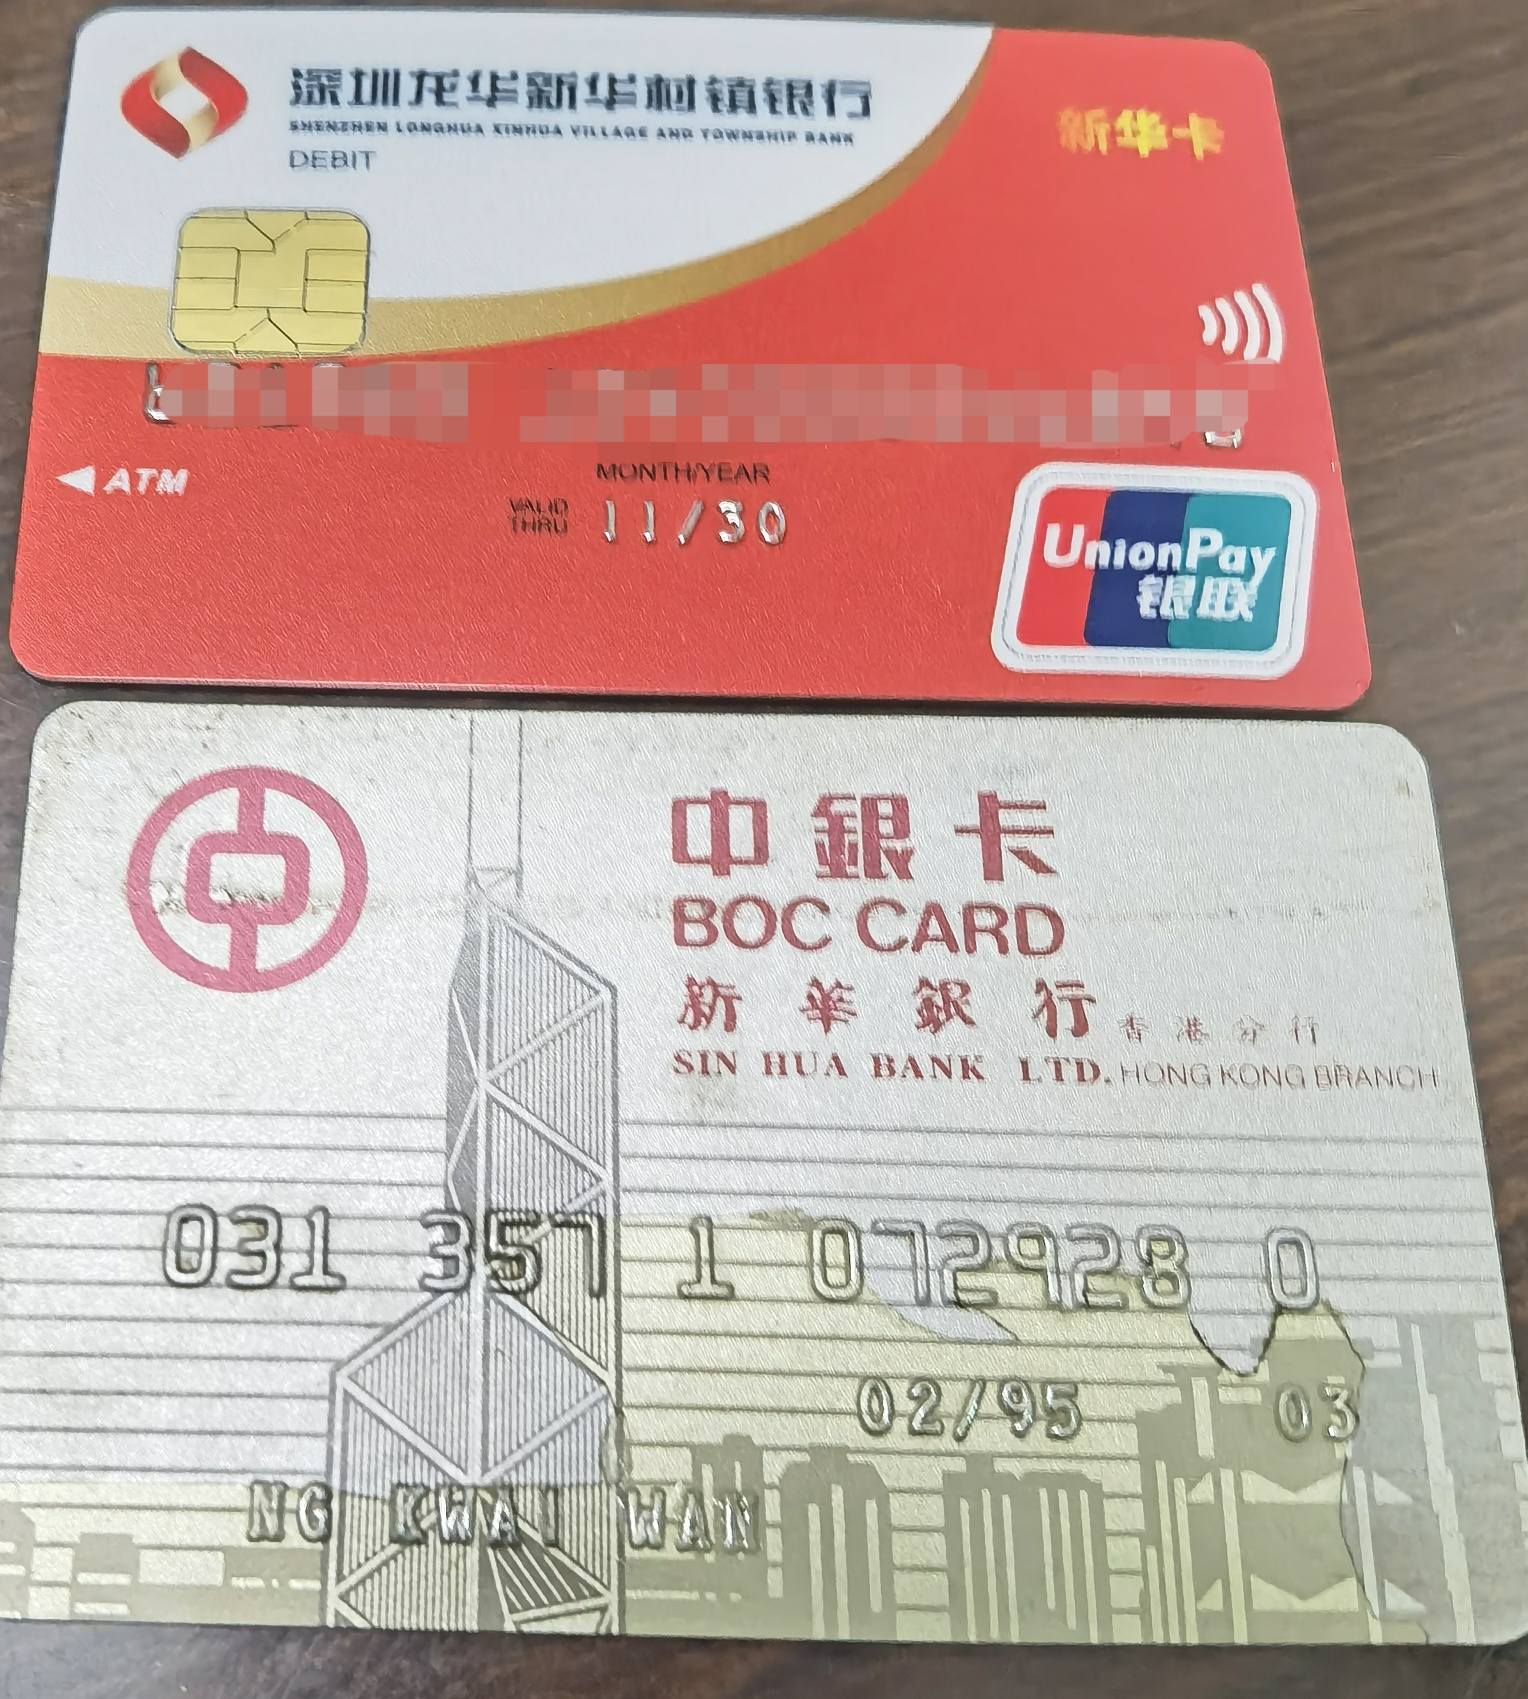 深圳龙华新华村镇银行
SHENZHEN LONGHUA XINHUA VILLAGE AND TOWNSHIP BANK
DEBIT
新华卡
ATM
MONTH/YEAR
VALID
THRU
11/30
UnionPay
银联
中銀卡
BOC CARD
新華銀行 香港分行
SIN HUA BANK LTD. HONG KONG BRANCH
031 357 1 072928 0
02/95 03
NG KWAI WAN